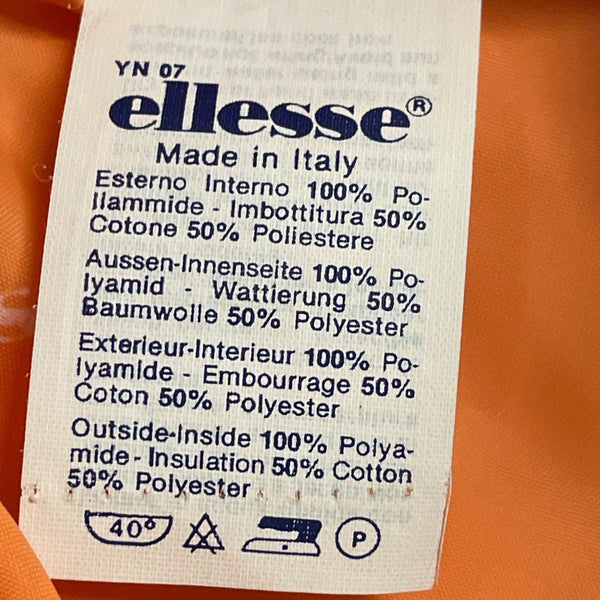 YN 07
ellesse®
Made in Italy
Esterno Interno 100% Po-
liammide - Imbottitura 50%
Cotone 50% Poliestere
Aussen-Innenseite 100% Po-
lyamid - Wattierung 50%
Baumwolle 50% Polyester
Exterieur-Interieur 100% Po-
lyamide - Embourrage 50%
Coton 50% Polyester
Outside-Inside 100% Polya-
mide - Insulation 50% Cotton
50% Polyester
40° P